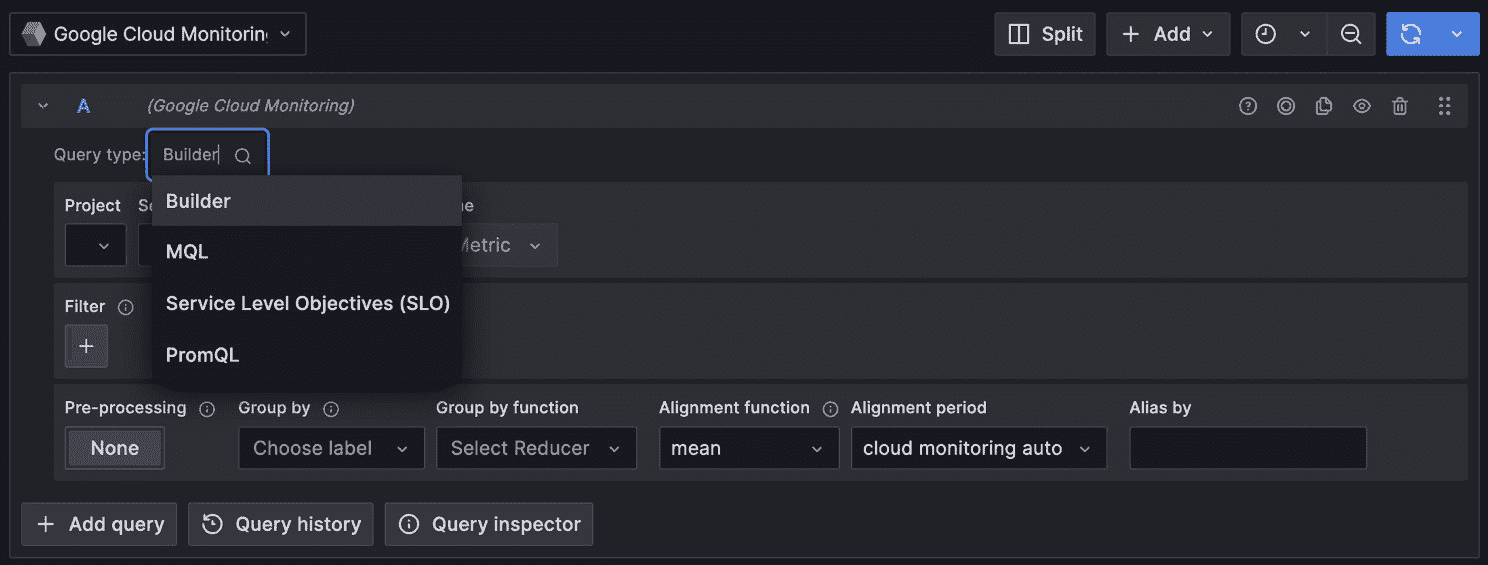 Google Cloud Monitorin
Split
Add
A
(Google Cloud Monitoring)
Query type:
Builder
Builder
MQL
Service Level Objectives (SLO)
PromQL
Project
Metric
Filter
Pre-processing
Group by
Group by function
Alignment function
Alignment period
Alias by
None
Choose label
Select Reducer
mean
cloud monitoring auto
Add query
Query history
Query inspector